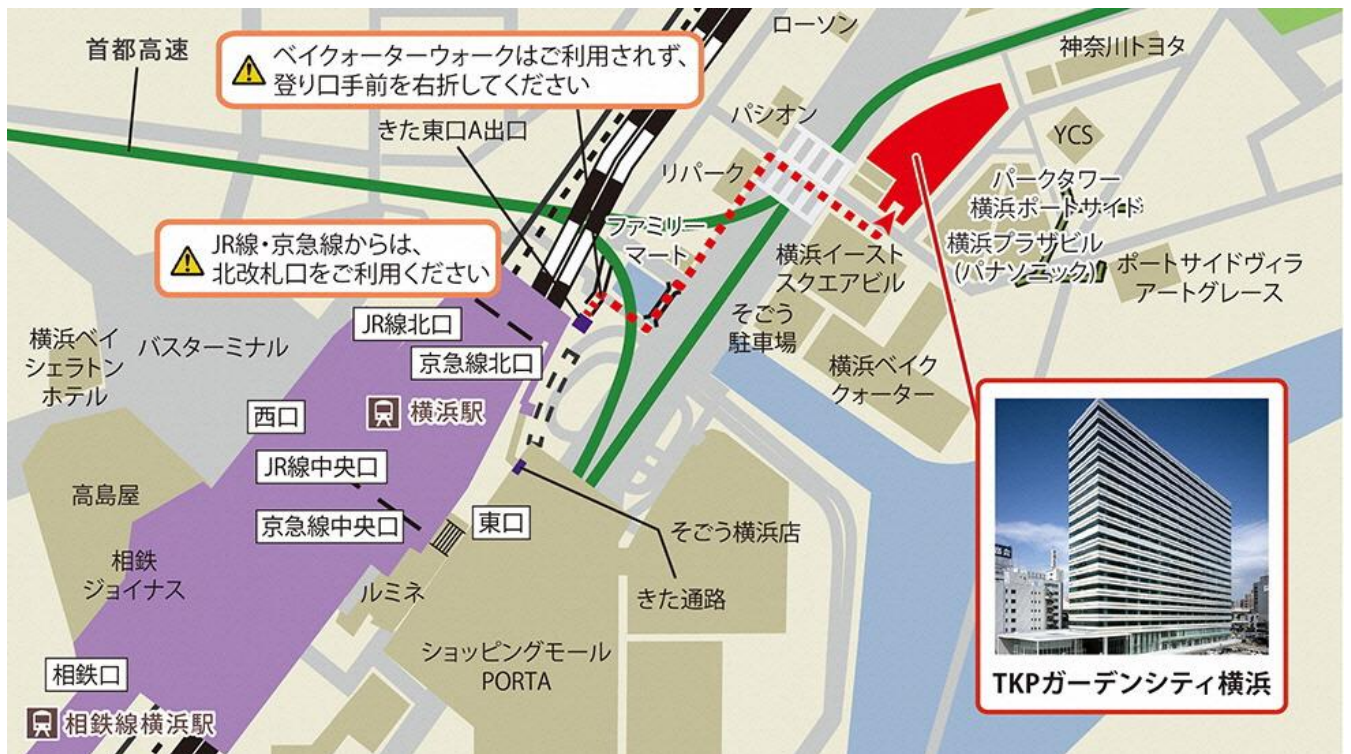 首都高速
ベイクォーターウォークはご利用されず、
登り口手前を右折してください
きた東口A出口
JR線・京急線からは、
北改札口をご利用ください
ローソン
神奈川トヨタ
パシオン
リパーク
YCS
パークタワー
横浜ポートサイド
ファミリー
マート
横浜イースト
スクエアビル
横浜プラザビル
(パナソニック)
ポートサイドヴィラ
アートグレース
そごう
駐車場
横浜ベイク
クォーター
横浜ベイ
シェラトン
ホテル
バスターミナル
JR線北口
京急線北口
西口
横浜駅
JR線中央口
京急線中央口
東口
高島屋
相鉄
ジョイナス
ルミネ
そごう横浜店
きた通路
ショッピングモール
PORTA
相鉄口
相鉄線横浜駅
TKPガーデンシティ横浜